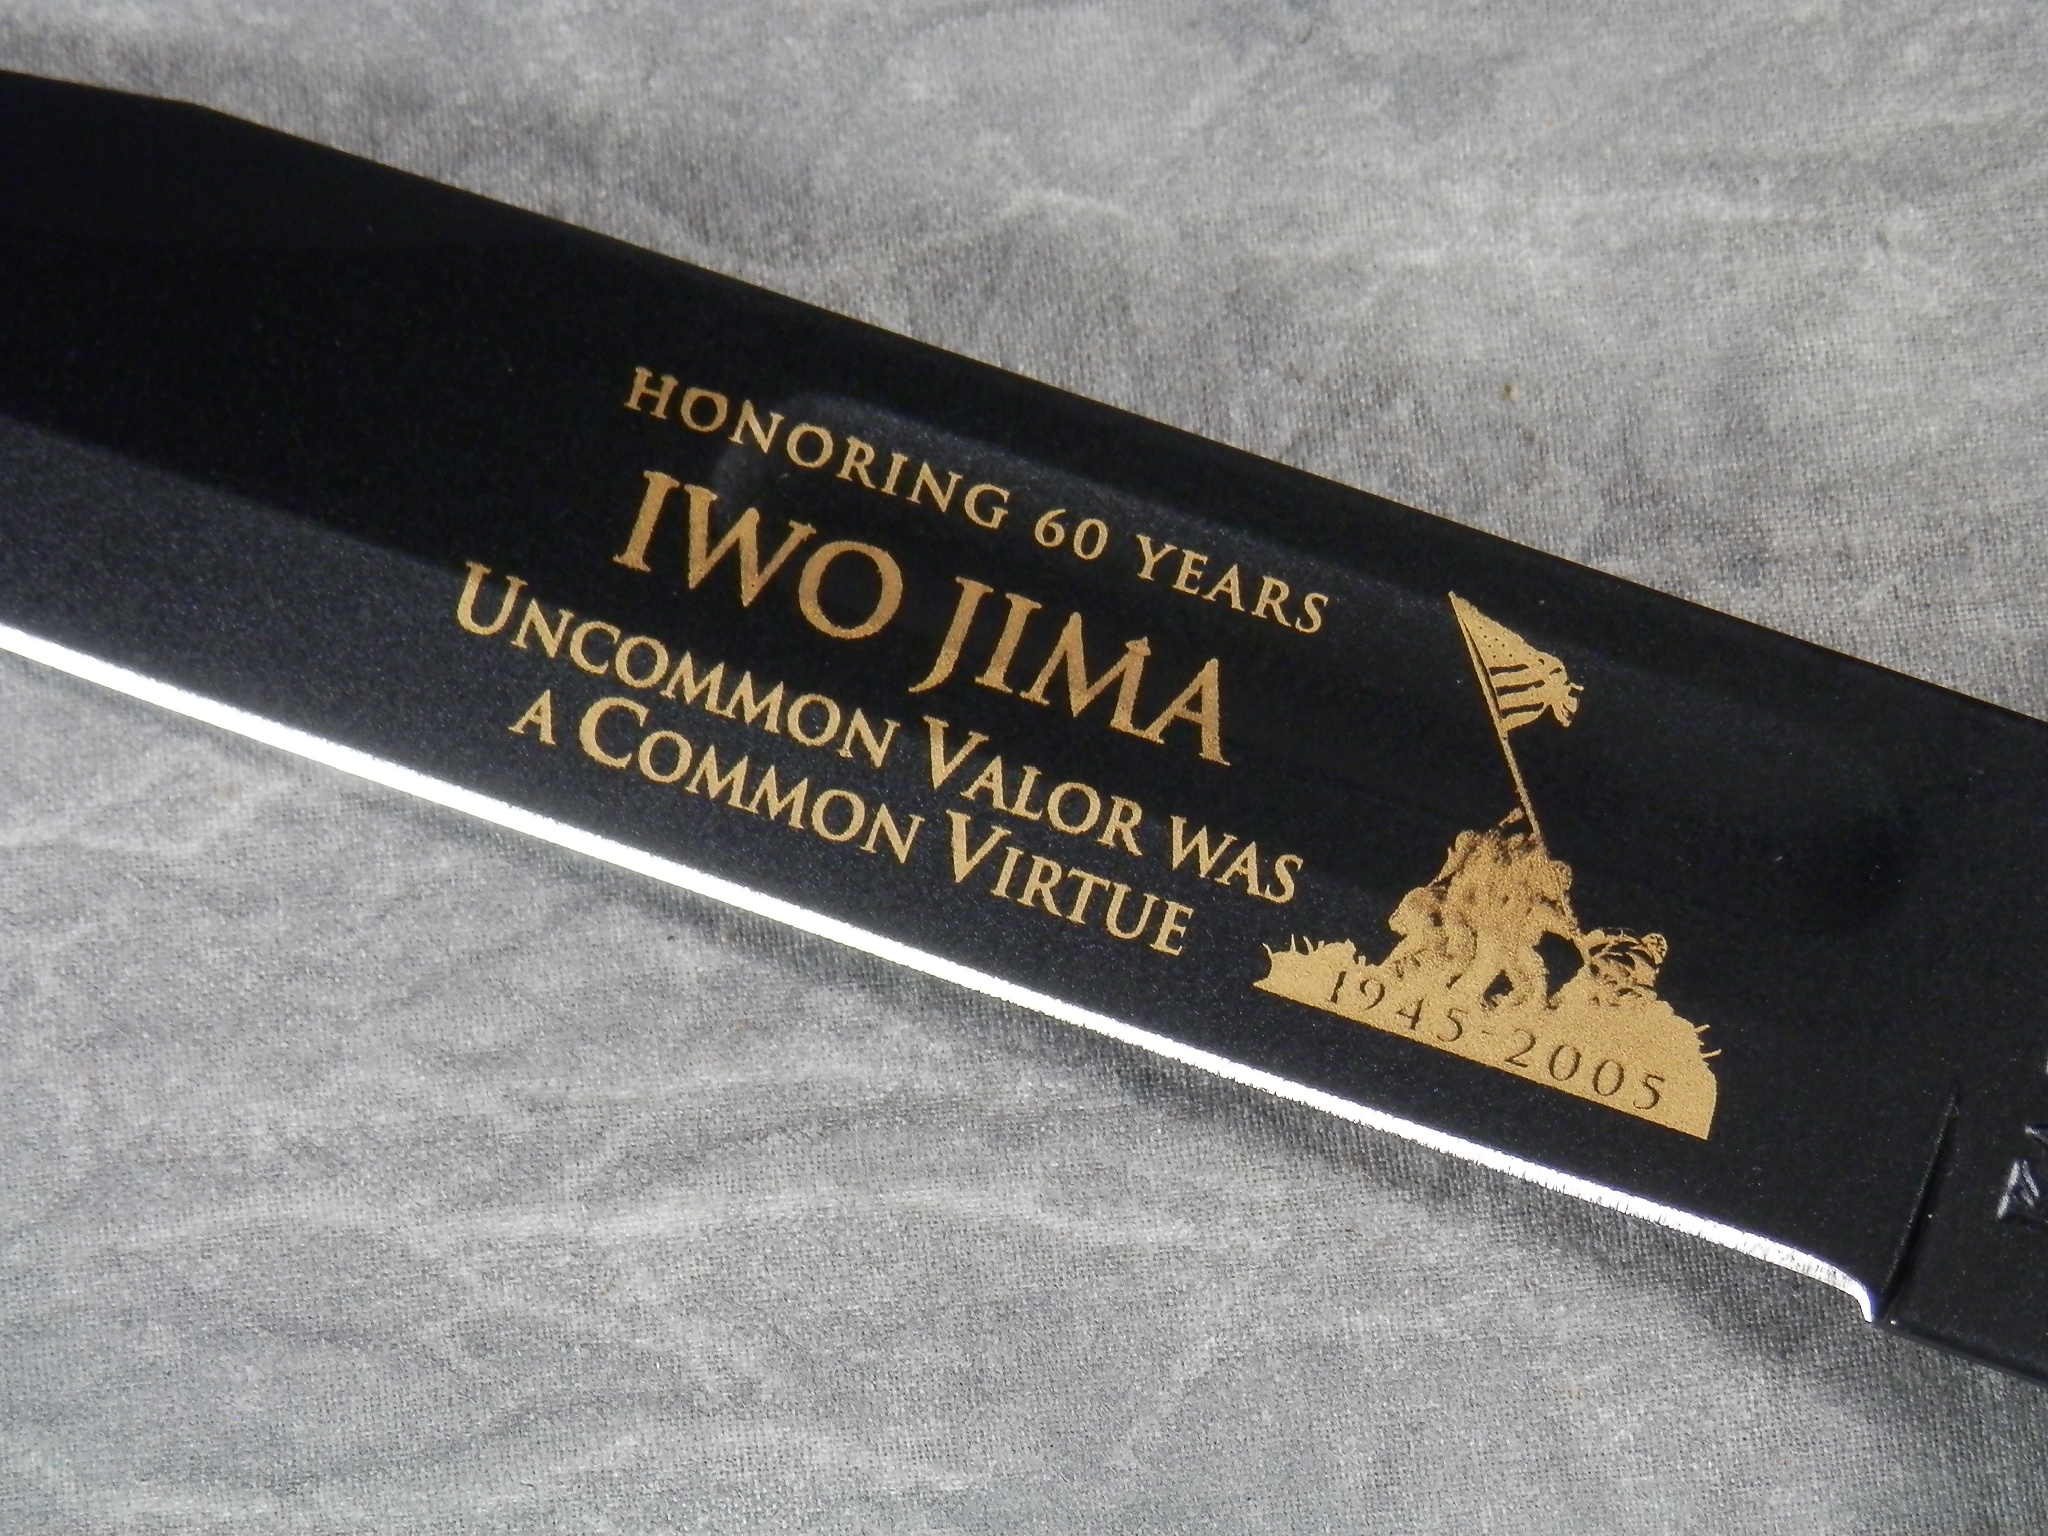 HONORING 60 YEARS
IWO JIMA
UNCOMMON VALOR WAS
A COMMON VIRTUE
1945-2005